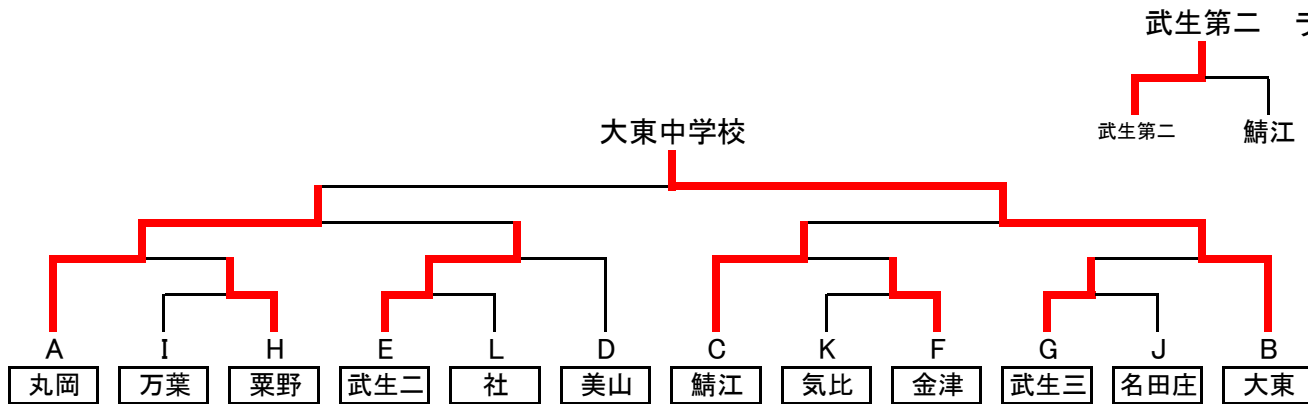 武生第二
武生第二 鯖江
大東中学校
A I H E L D C K F G J B
丸岡 万葉 粟野 武生二 社 美山 鯖江 気比 金津 武生三 名田庄 大東